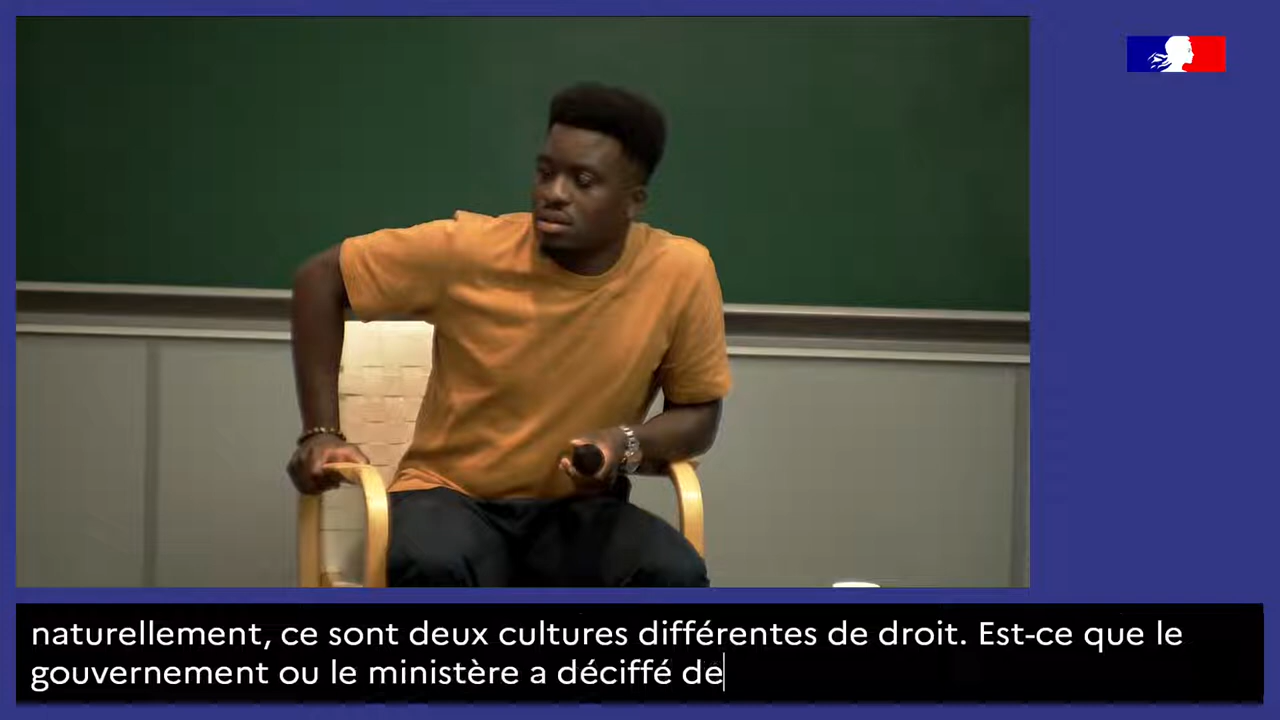 naturellement, ce sont deux cultures différentes de droit. Est-ce que le
gouvernement ou le ministère a déciffé de